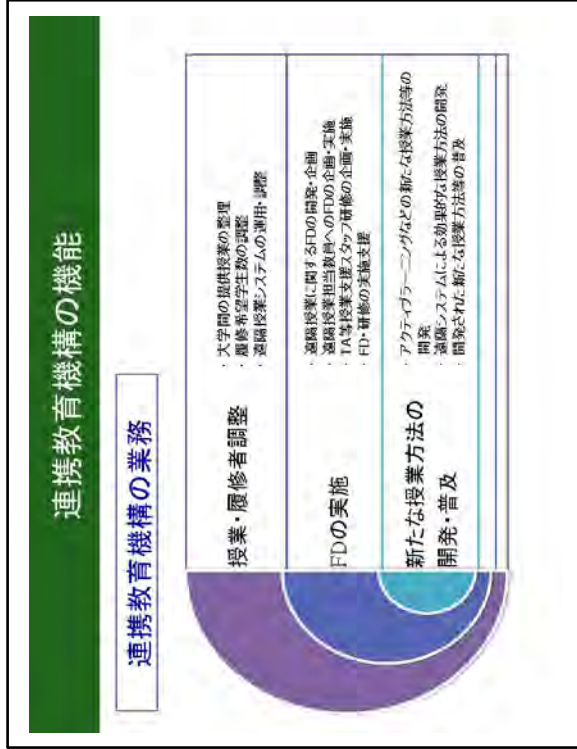 連携教育機構の機能
連携教育機構の業務
授業・履修者調整
・大学間の提供授業の整理
・履修希望学生数の調整
・遠隔授業システムの運用・調整
FDの実施
・遠隔授業に関するFDの開発・企画
・遠隔授業担当教員へのFDの企画・実施
・TA等授業支援スタッフ研修の企画・実施
・FD・研修の実施支援
新たな授業方法の
開発・普及
・アクティブラーニングなどの新たな授業方法等の
開発
・遠隔システムによる効果的な授業方法の開発
・開発された新たな授業方法等の普及